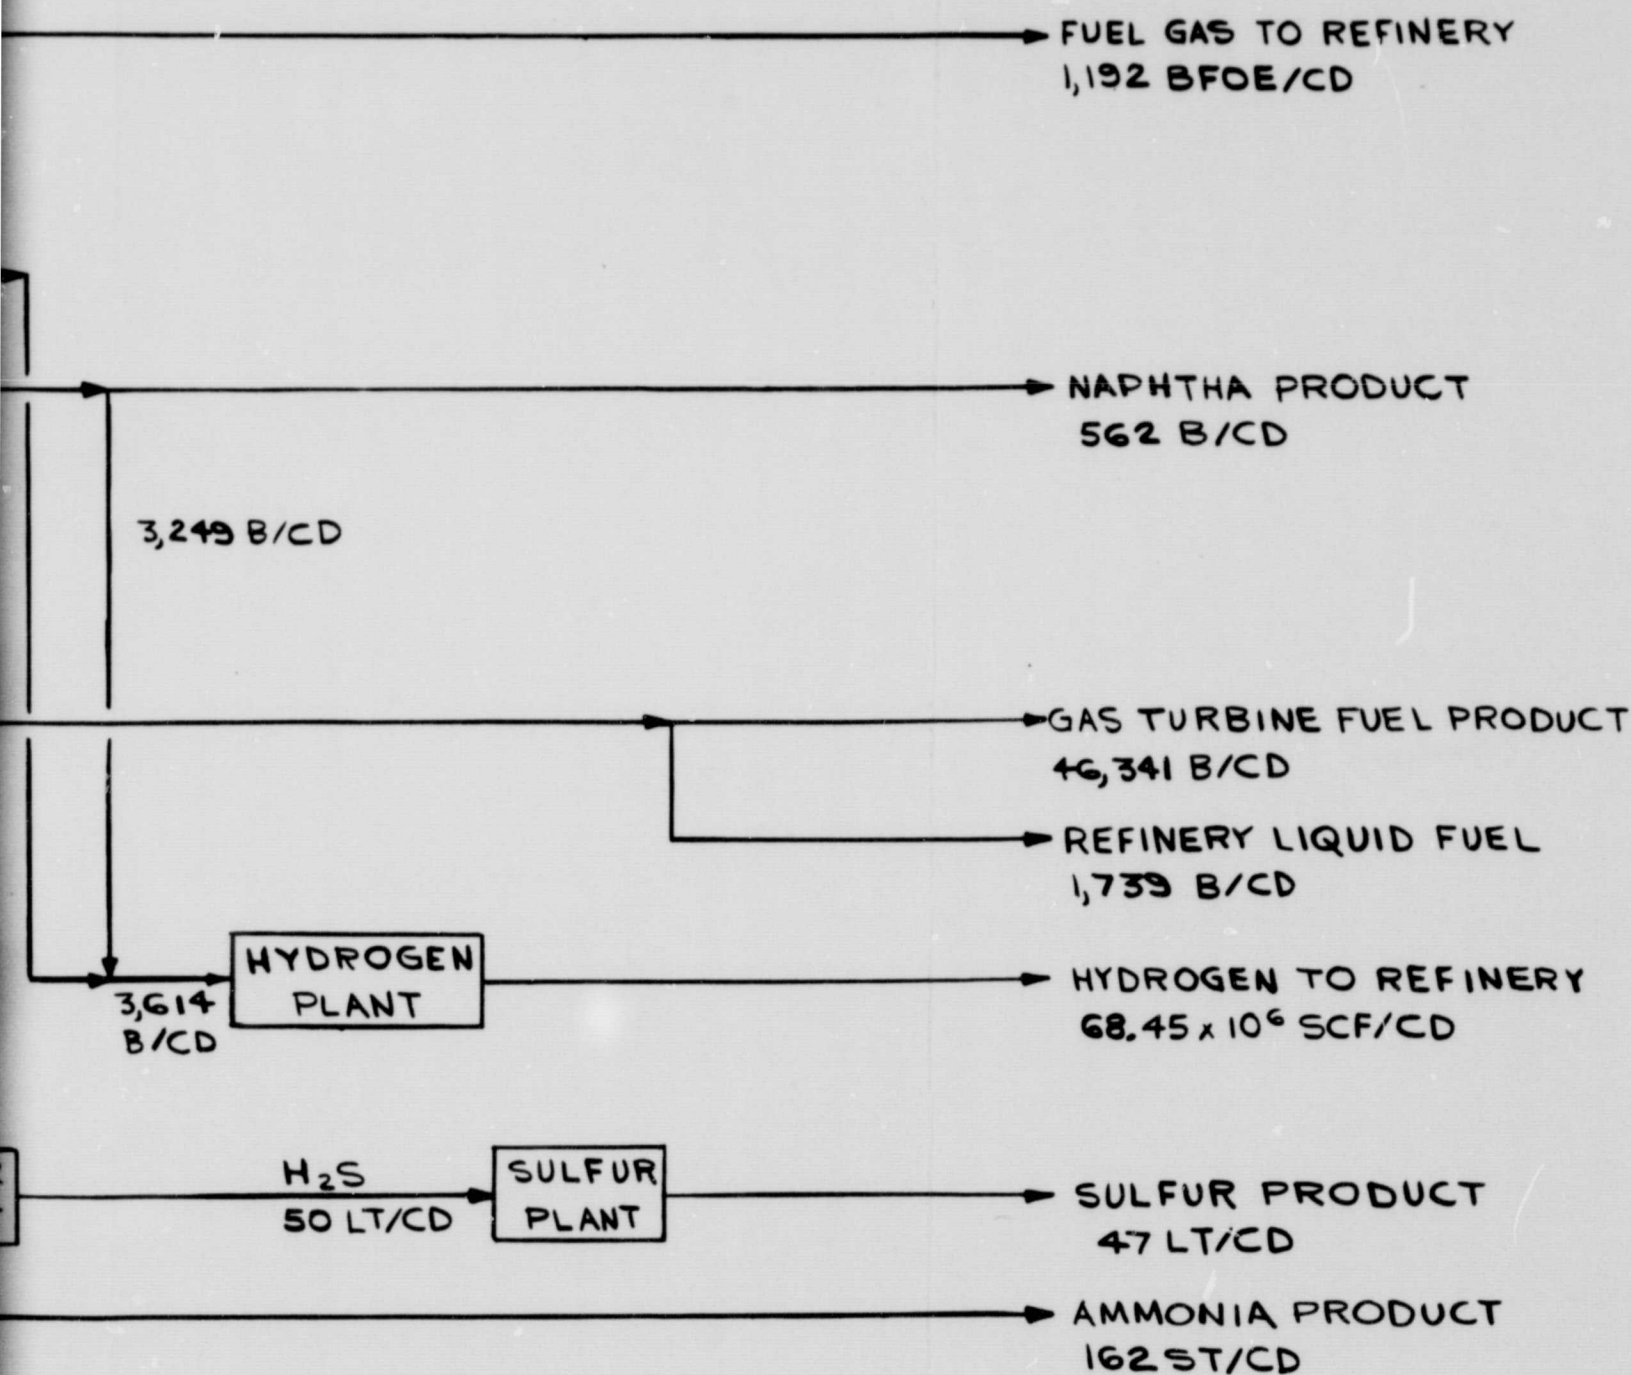 FUEL GAS TO REFINERY
1,192 BFOE/CD
NAPHTHA PRODUCT
562 B/CD
3,249 B/CD
GAS TURBINE FUEL PRODUCT
46,341 B/CD
REFINERY LIQUID FUEL
1,739 B/CD
HYDROGEN
PLANT
3,614
B/CD
HYDROGEN TO REFINERY
68.45 x 10⁶ SCF/CD
H₂S
50 LT/CD
SULFUR
PLANT
SULFUR PRODUCT
47 LT/CD
AMMONIA PRODUCT
162 ST/CD